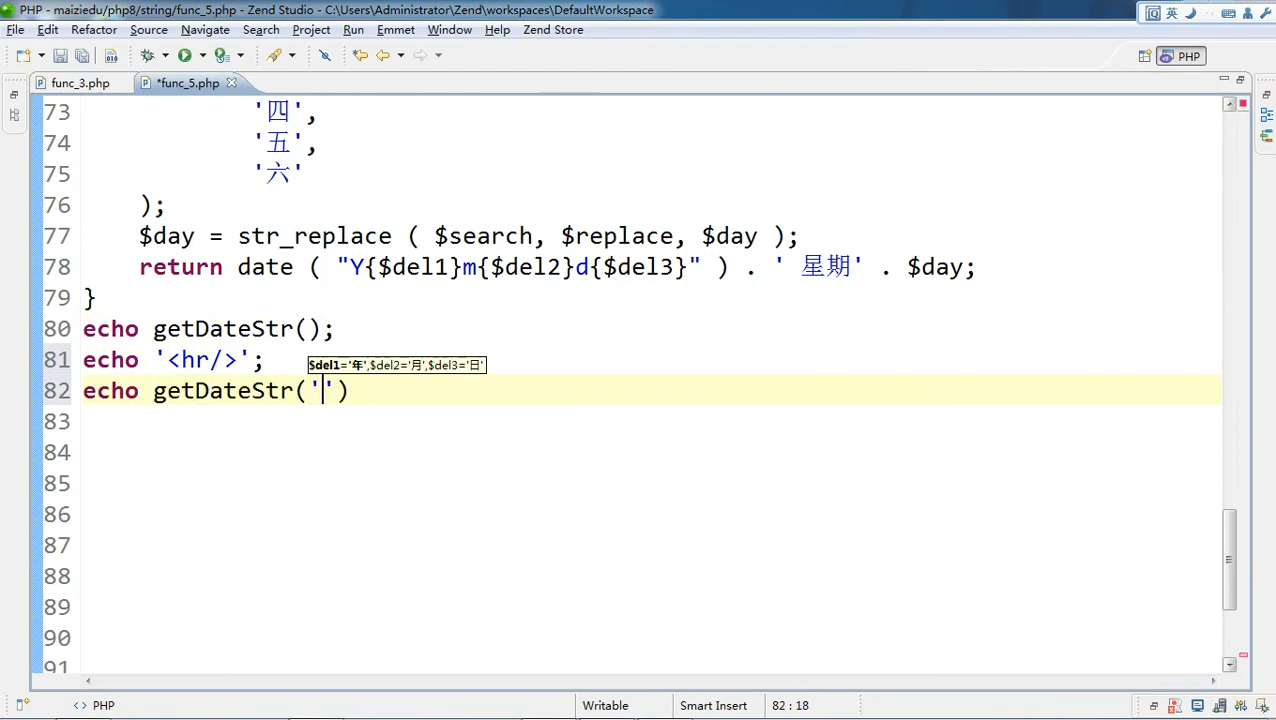 PHP - maiziedu/php8/string/func_5.php - Zend Studio - C:\Users\Administrator\Zend\workspaces\DefaultWorkspace
英
File Edit Refactor Source Navigate Search Project Run Emmet Window Help Zend Store
PHP
func_3.php *func_5.php
73 '四',
74 '五',
75 '六'
76 );
77 $day = str_replace ( $search, $replace, $day );
78 return date ( "Y{$del1}m{$del2}d{$del3}" ) . ' 星期' . $day;
79 }
80 echo getDateStr();
81 echo '<hr/>';
$del1='年',$del2='月',$del3='日'
82 echo getDateStr('')
83
84
85
86
87
88
89
90
91
<> PHP Writable Smart Insert 82 : 18